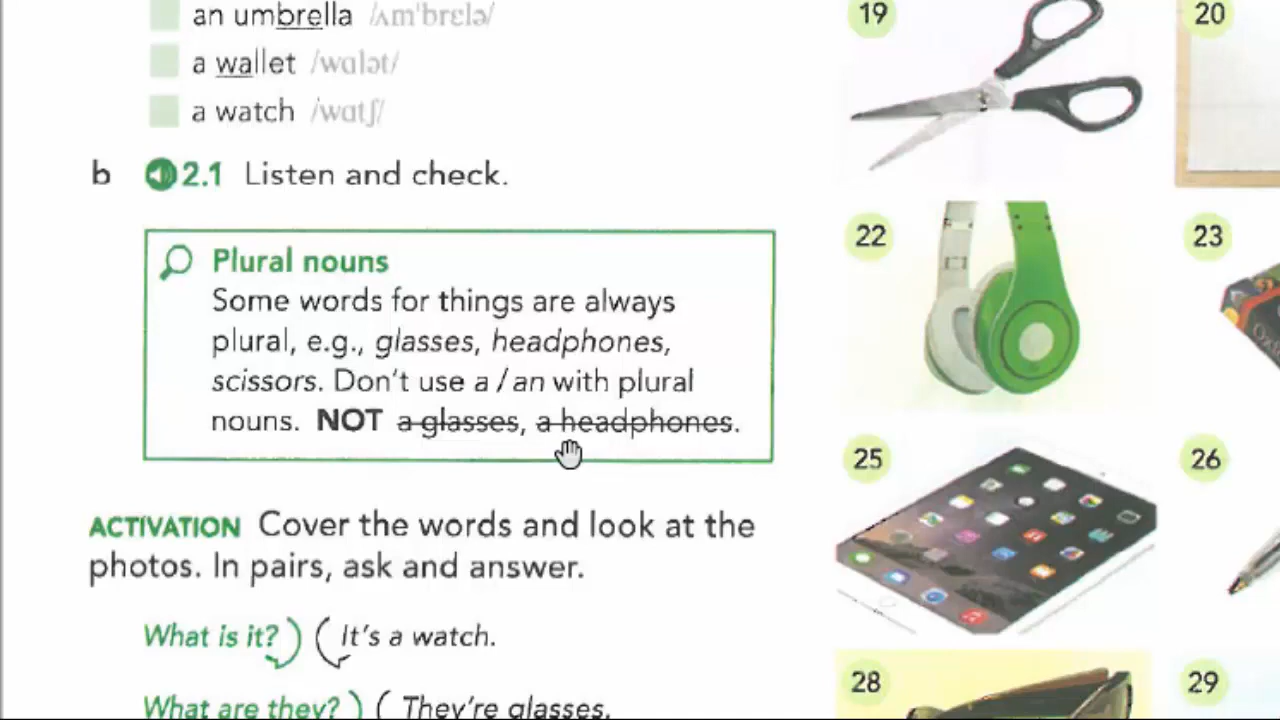 an umbrella /ʌmˈbrɛlə/
a wallet /wɑlət/
a watch /wɑtʃ/
b 2.1 Listen and check.
Plural nouns
Some words for things are always
plural, e.g., glasses, headphones,
scissors. Don't use a / an with plural
nouns. NOT a glasses, a headphones.
ACTIVATION Cover the words and look at the
photos. In pairs, ask and answer.
What is it? It's a watch.
What are they? They're glasses.
19
20
22
23
25
26
28
29